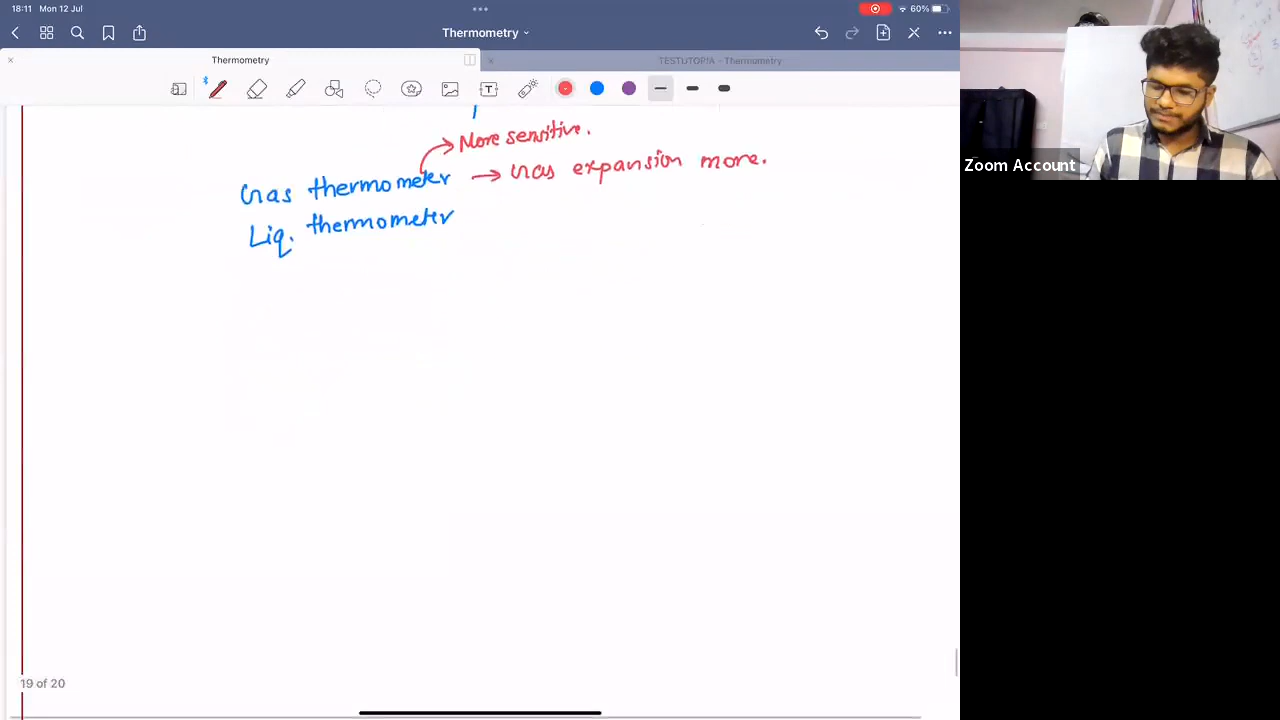 18:11 Mon 12 Jul
60%
Thermometry
Thermometry
TESTUTOPIA - Thermometry
More sensitive.
Gas thermometer → Gas expansion more.
Liq. thermometer
Zoom Account
19 of 20